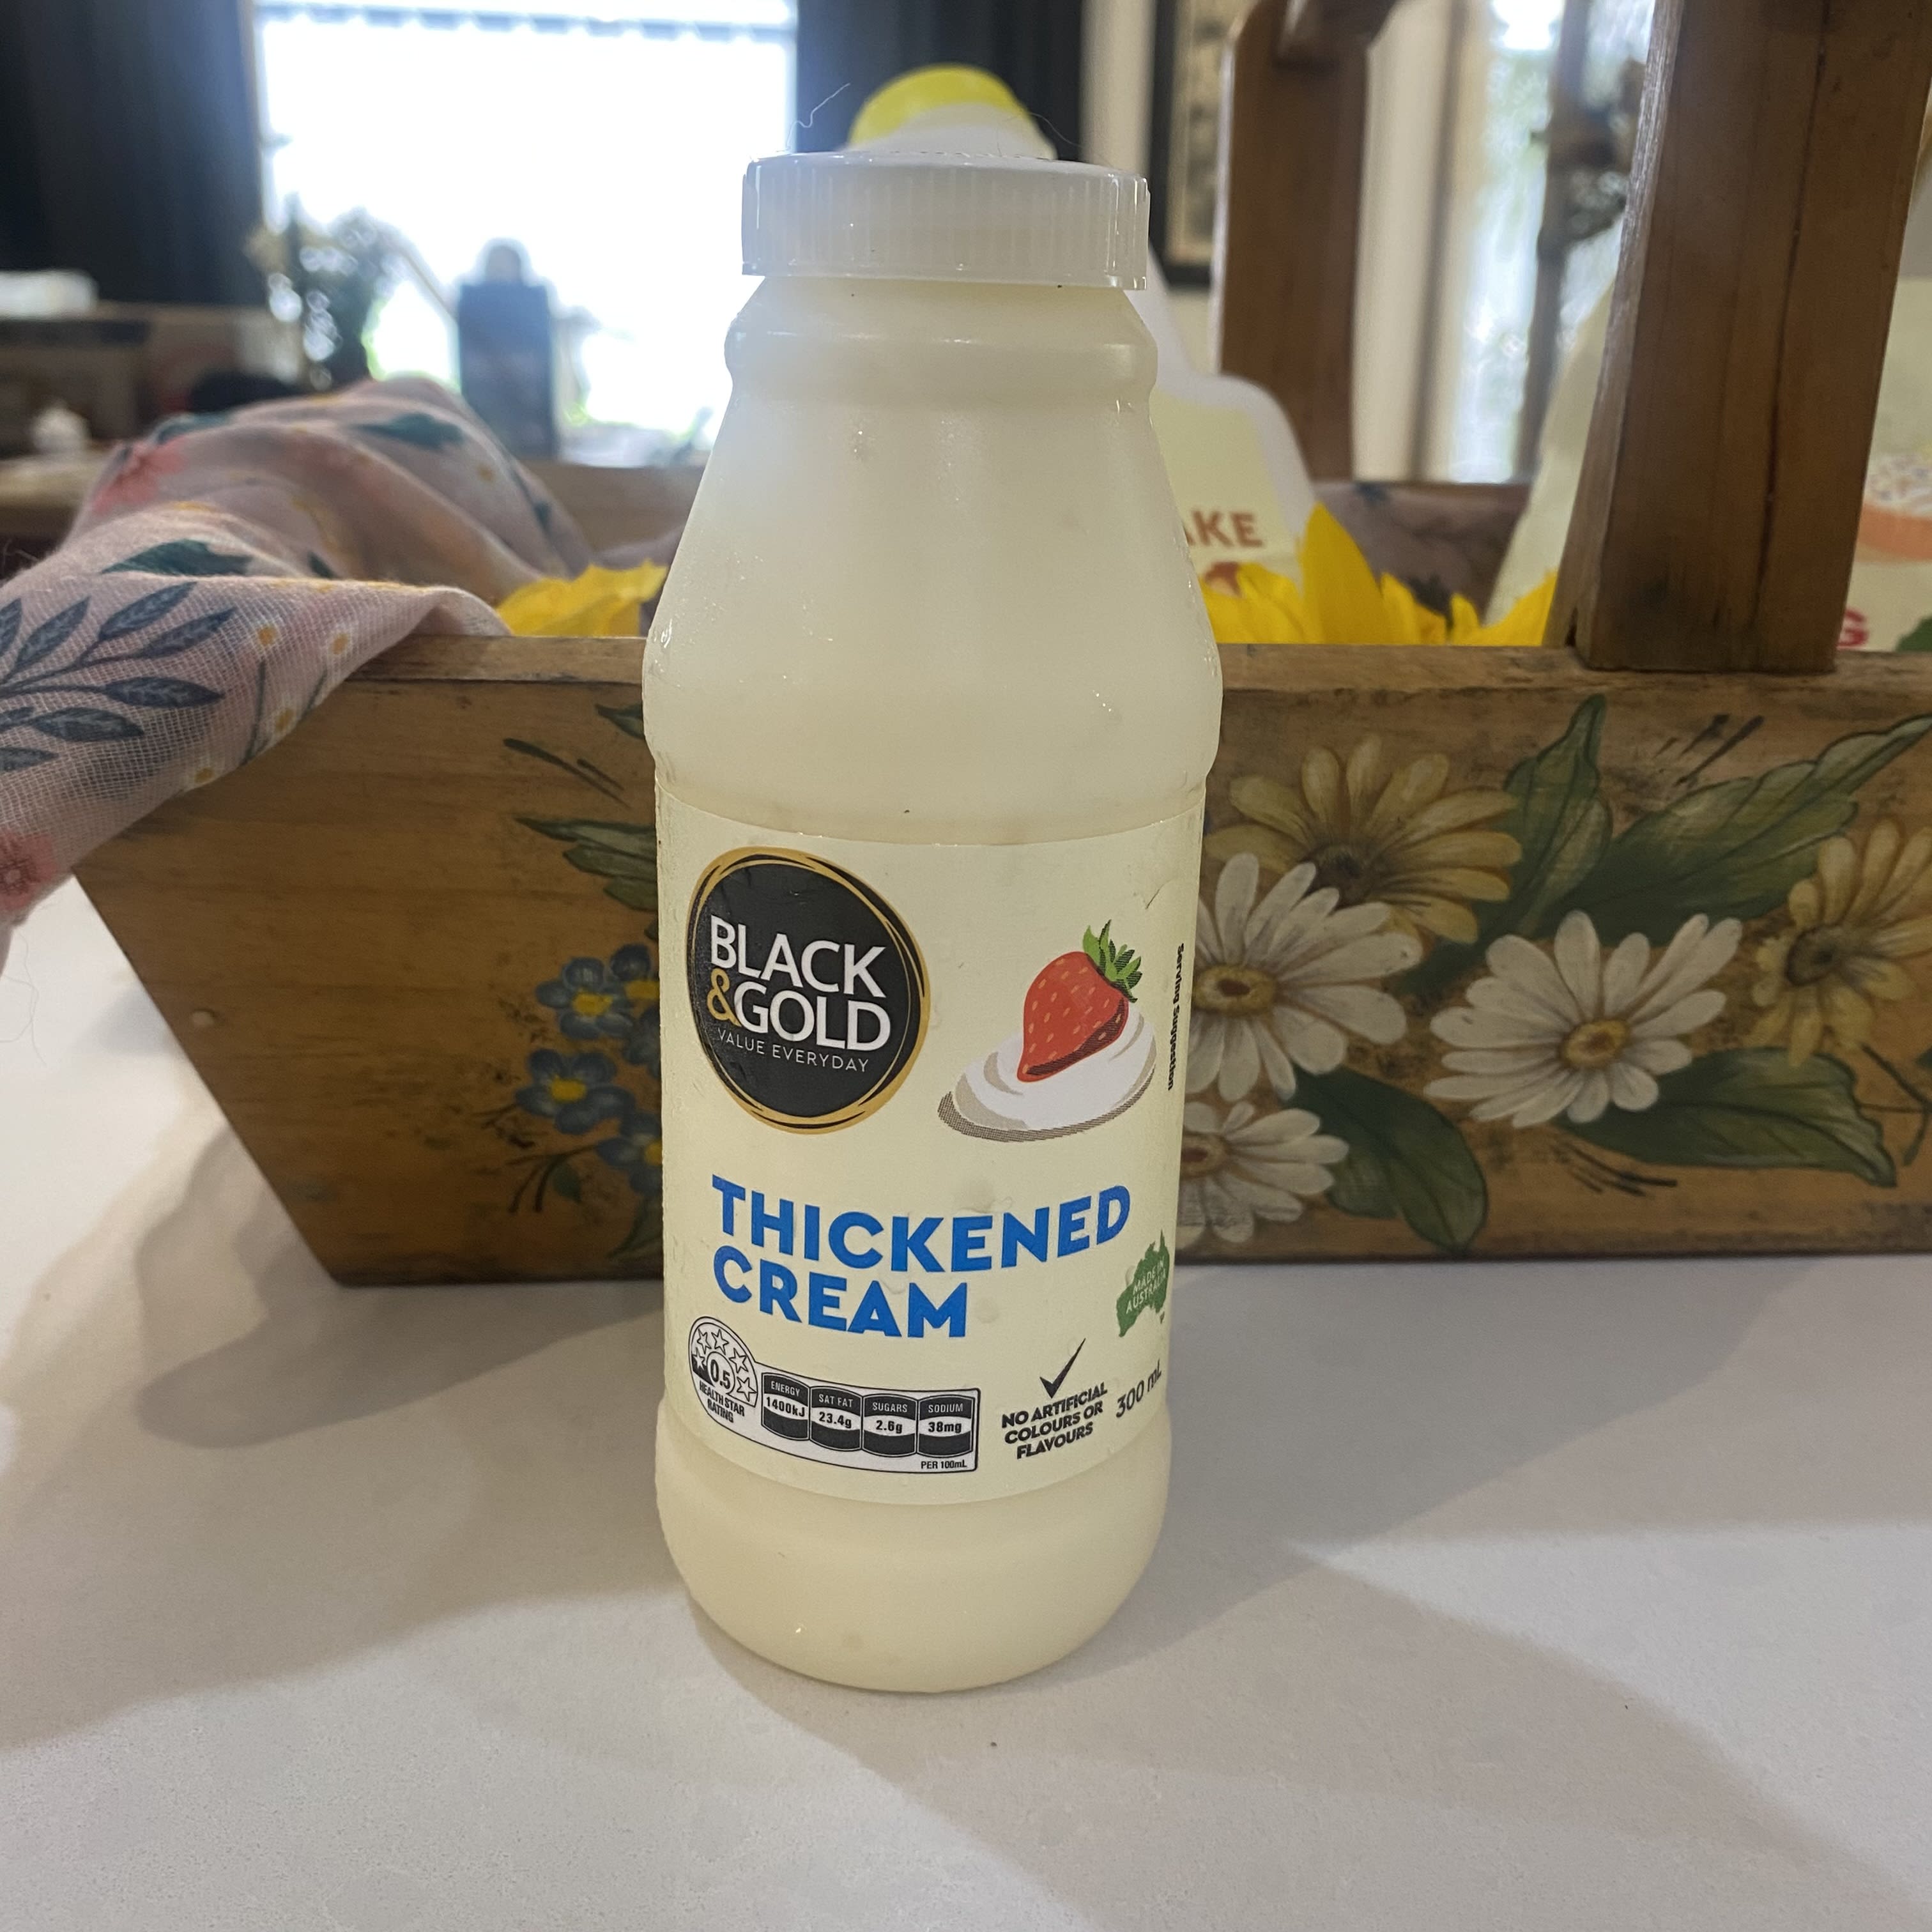 AKE
G
BLACK
&GOLD
VALUE EVERYDAY
Serving Suggestion
THICKENED
CREAM
MADE IN
AUSTRALIA
0.5
HEALTH STAR
RATING
ENERGY
1400kJ
SAT FAT
23.4g
SUGARS
2.6g
SODIUM
38mg
PER 100mL
NO ARTIFICIAL
COLOURS OR
FLAVOURS
300 mL